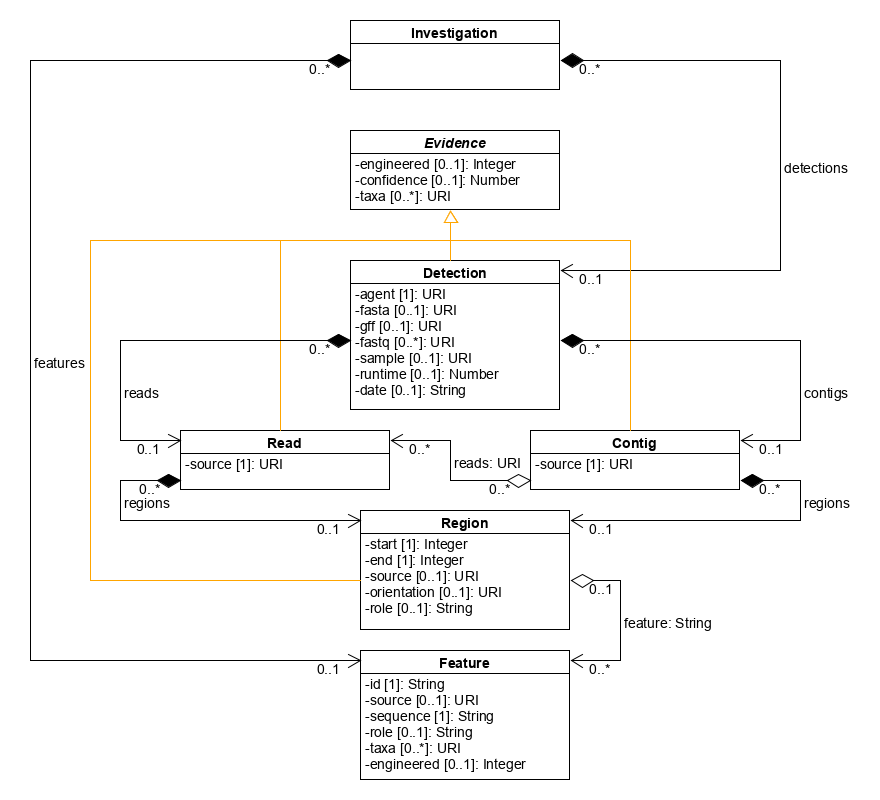 Investigation
0..*
0..*
Evidence
-engineered [0..1]: Integer
-confidence [0..1]: Number
-taxa [0..*]: URI
detections
Detection
0..1
-agent [1]: URI
-fasta [0..1]: URI
-gff [0..1]: URI
-fastq [0..*]: URI
-sample [0..1]: URI
-runtime [0..1]: Number
-date [0..1]: String
0..*
0..*
features
reads
contigs
Read
-source [1]: URI
0..1
0..*
reads: URI
0..*
Contig
-source [1]: URI
0..1
0..*
regions
0..*
regions
Region
0..1
0..1
-start [1]: Integer
-end [1]: Integer
-source [0..1]: URI
-orientation [0..1]: URI
-role [0..1]: String
0..1
feature: String
Feature
0..1
0..*
-id [1]: String
-source [0..1]: URI
-sequence [1]: String
-role [0..1]: String
-taxa [0..*]: URI
-engineered [0..1]: Integer